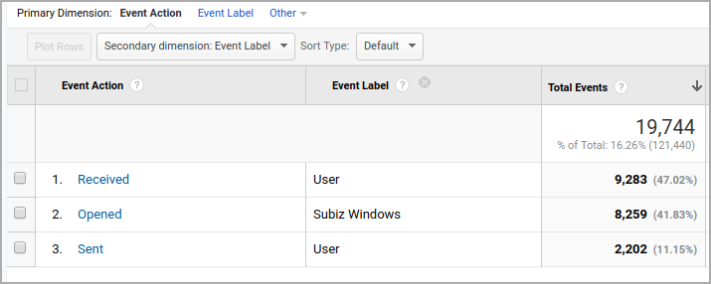 Primary Dimension: Event Action Event Label Other
Plot Rows Secondary dimension: Event Label Sort Type: Default
Event Action ? Event Label ? Total Events ?
19,744
% of Total: 16.26% (121,440)
1. Received User 9,283 (47.02%)
2. Opened Subiz Windows 8,259 (41.83%)
3. Sent User 2,202 (11.15%)